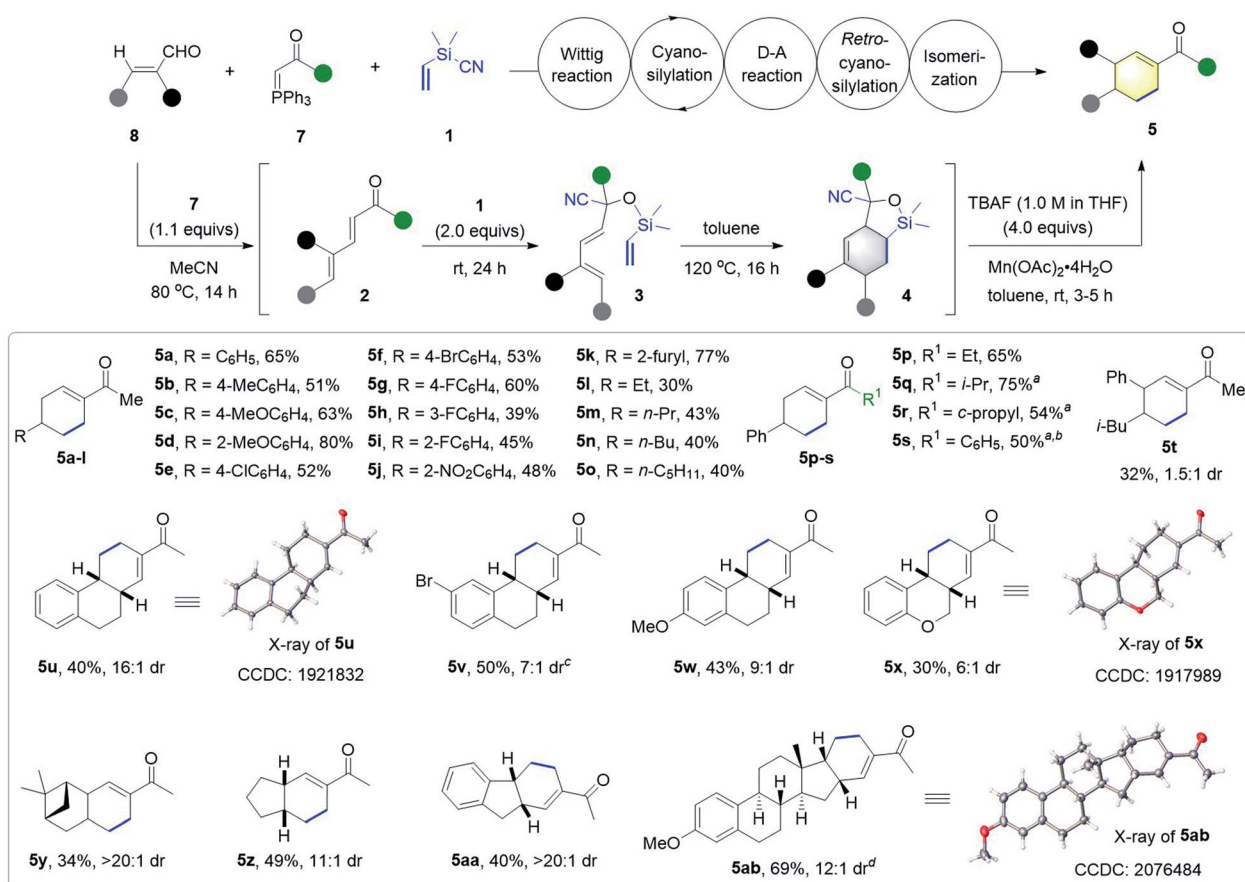 H CHO
8
+
O
PPh3
7
+
Si CN
1
Wittig reaction
Cyano-silylation
D-A reaction
Retro-cyano-silylation
Isomeri-zation
O
5
7
(1.1 equivs)
MeCN
80 °C, 14 h
O
2
1
(2.0 equivs)
rt, 24 h
NC O
Si
3
toluene
120 °C, 16 h
NC O
Si
4
TBAF (1.0 M in THF)
(4.0 equivs)
Mn(OAc)2•4H2O
toluene, rt, 3-5 h
O
Me
R
5a-l
5a, R = C6H5, 65%
5b, R = 4-MeC6H4, 51%
5c, R = 4-MeOC6H4, 63%
5d, R = 2-MeOC6H4, 80%
5e, R = 4-ClC6H4, 52%
5f, R = 4-BrC6H4, 53%
5g, R = 4-FC6H4, 60%
5h, R = 3-FC6H4, 39%
5i, R = 2-FC6H4, 45%
5j, R = 2-NO2C6H4, 48%
5k, R = 2-furyl, 77%
5l, R = Et, 30%
5m, R = n-Pr, 43%
5n, R = n-Bu, 40%
5o, R = n-C5H11, 40%
O
R1
Ph
5p-s
5p, R1 = Et, 65%
5q, R1 = i-Pr, 75%a
5r, R1 = c-propyl, 54%a
5s, R1 = C6H5, 50%a,b
Ph O
Me
i-Bu
5t
32%, 1.5:1 dr
O
H
H
5u, 40%, 16:1 dr
X-ray of 5u
CCDC: 1921832
O
Br H
H
5v, 50%, 7:1 drc
O
H
H
MeO
5w, 43%, 9:1 dr
O
H
H
O
5x, 30%, 6:1 dr
X-ray of 5x
CCDC: 1917989
O
5y, 34%, >20:1 dr
H O
H
5z, 49%, 11:1 dr
H
H O
5aa, 40%, >20:1 dr
H O
H H
H H
MeO
5ab, 69%, 12:1 drd
X-ray of 5ab
CCDC: 2076484